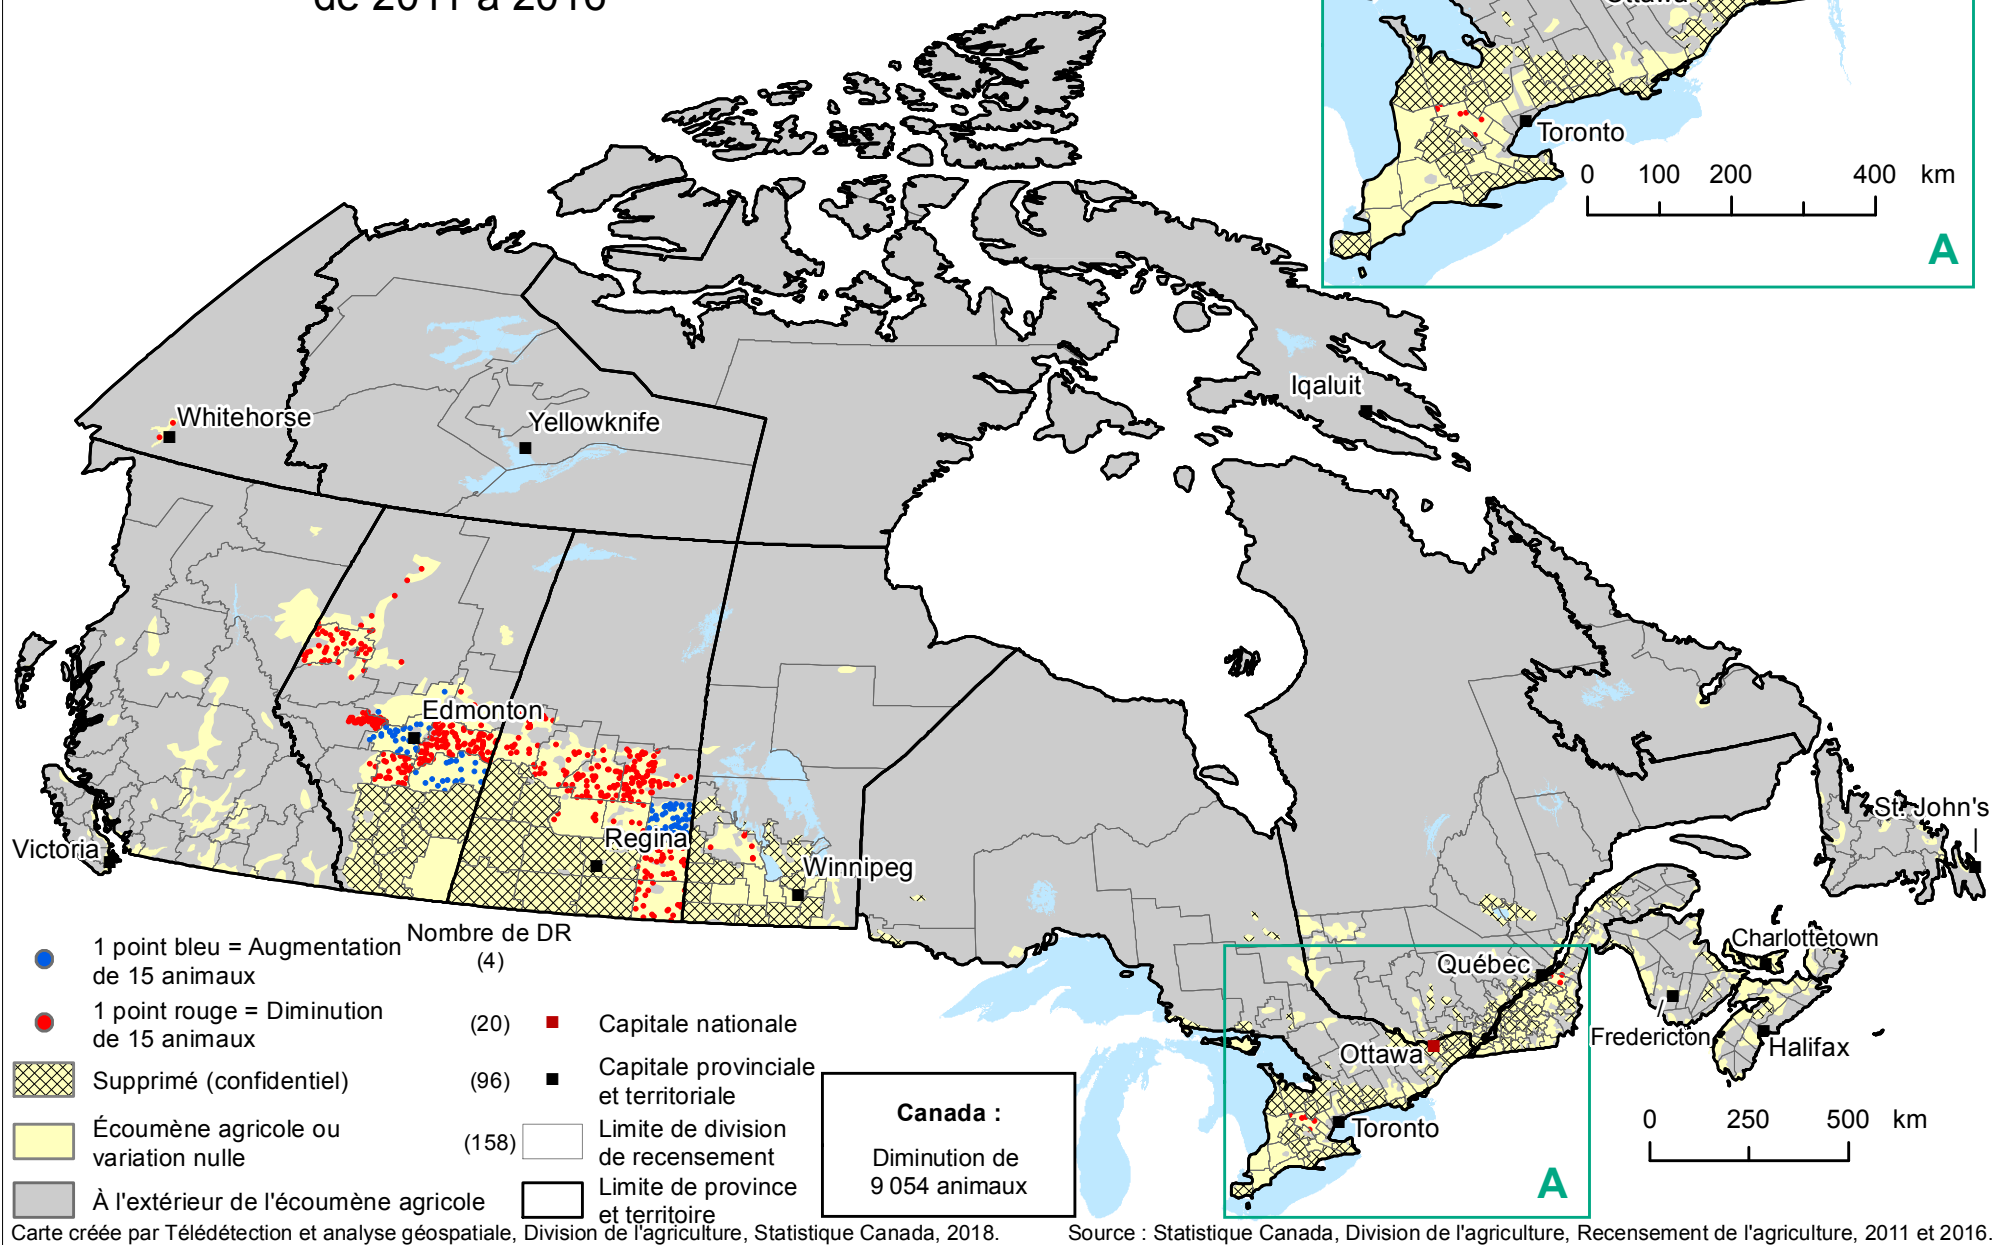 de 2011 à 2016
Ottawa
Toronto
0 100 200 400 km
A
Iqaluit
Whitehorse
Yellowknife
Edmonton
Regina
Victoria
Winnipeg
St. John's
Charlottetown
Québec
Fredericton
Halifax
Ottawa
Toronto
0 250 500 km
A
Nombre de DR
1 point bleu = Augmentation
de 15 animaux
(4)
1 point rouge = Diminution
de 15 animaux
(20)
Supprimé (confidentiel)
(96)
Écoumène agricole ou
variation nulle
(158)
À l'extérieur de l'écoumène agricole
Capitale nationale
Capitale provinciale
et territoriale
Limite de division
de recensement
Limite de province
et territoire
Canada :
Diminution de
9 054 animaux
Carte créée par Télédétection et analyse géospatiale, Division de l'agriculture, Statistique Canada, 2018.
Source : Statistique Canada, Division de l'agriculture, Recensement de l'agriculture, 2011 et 2016.